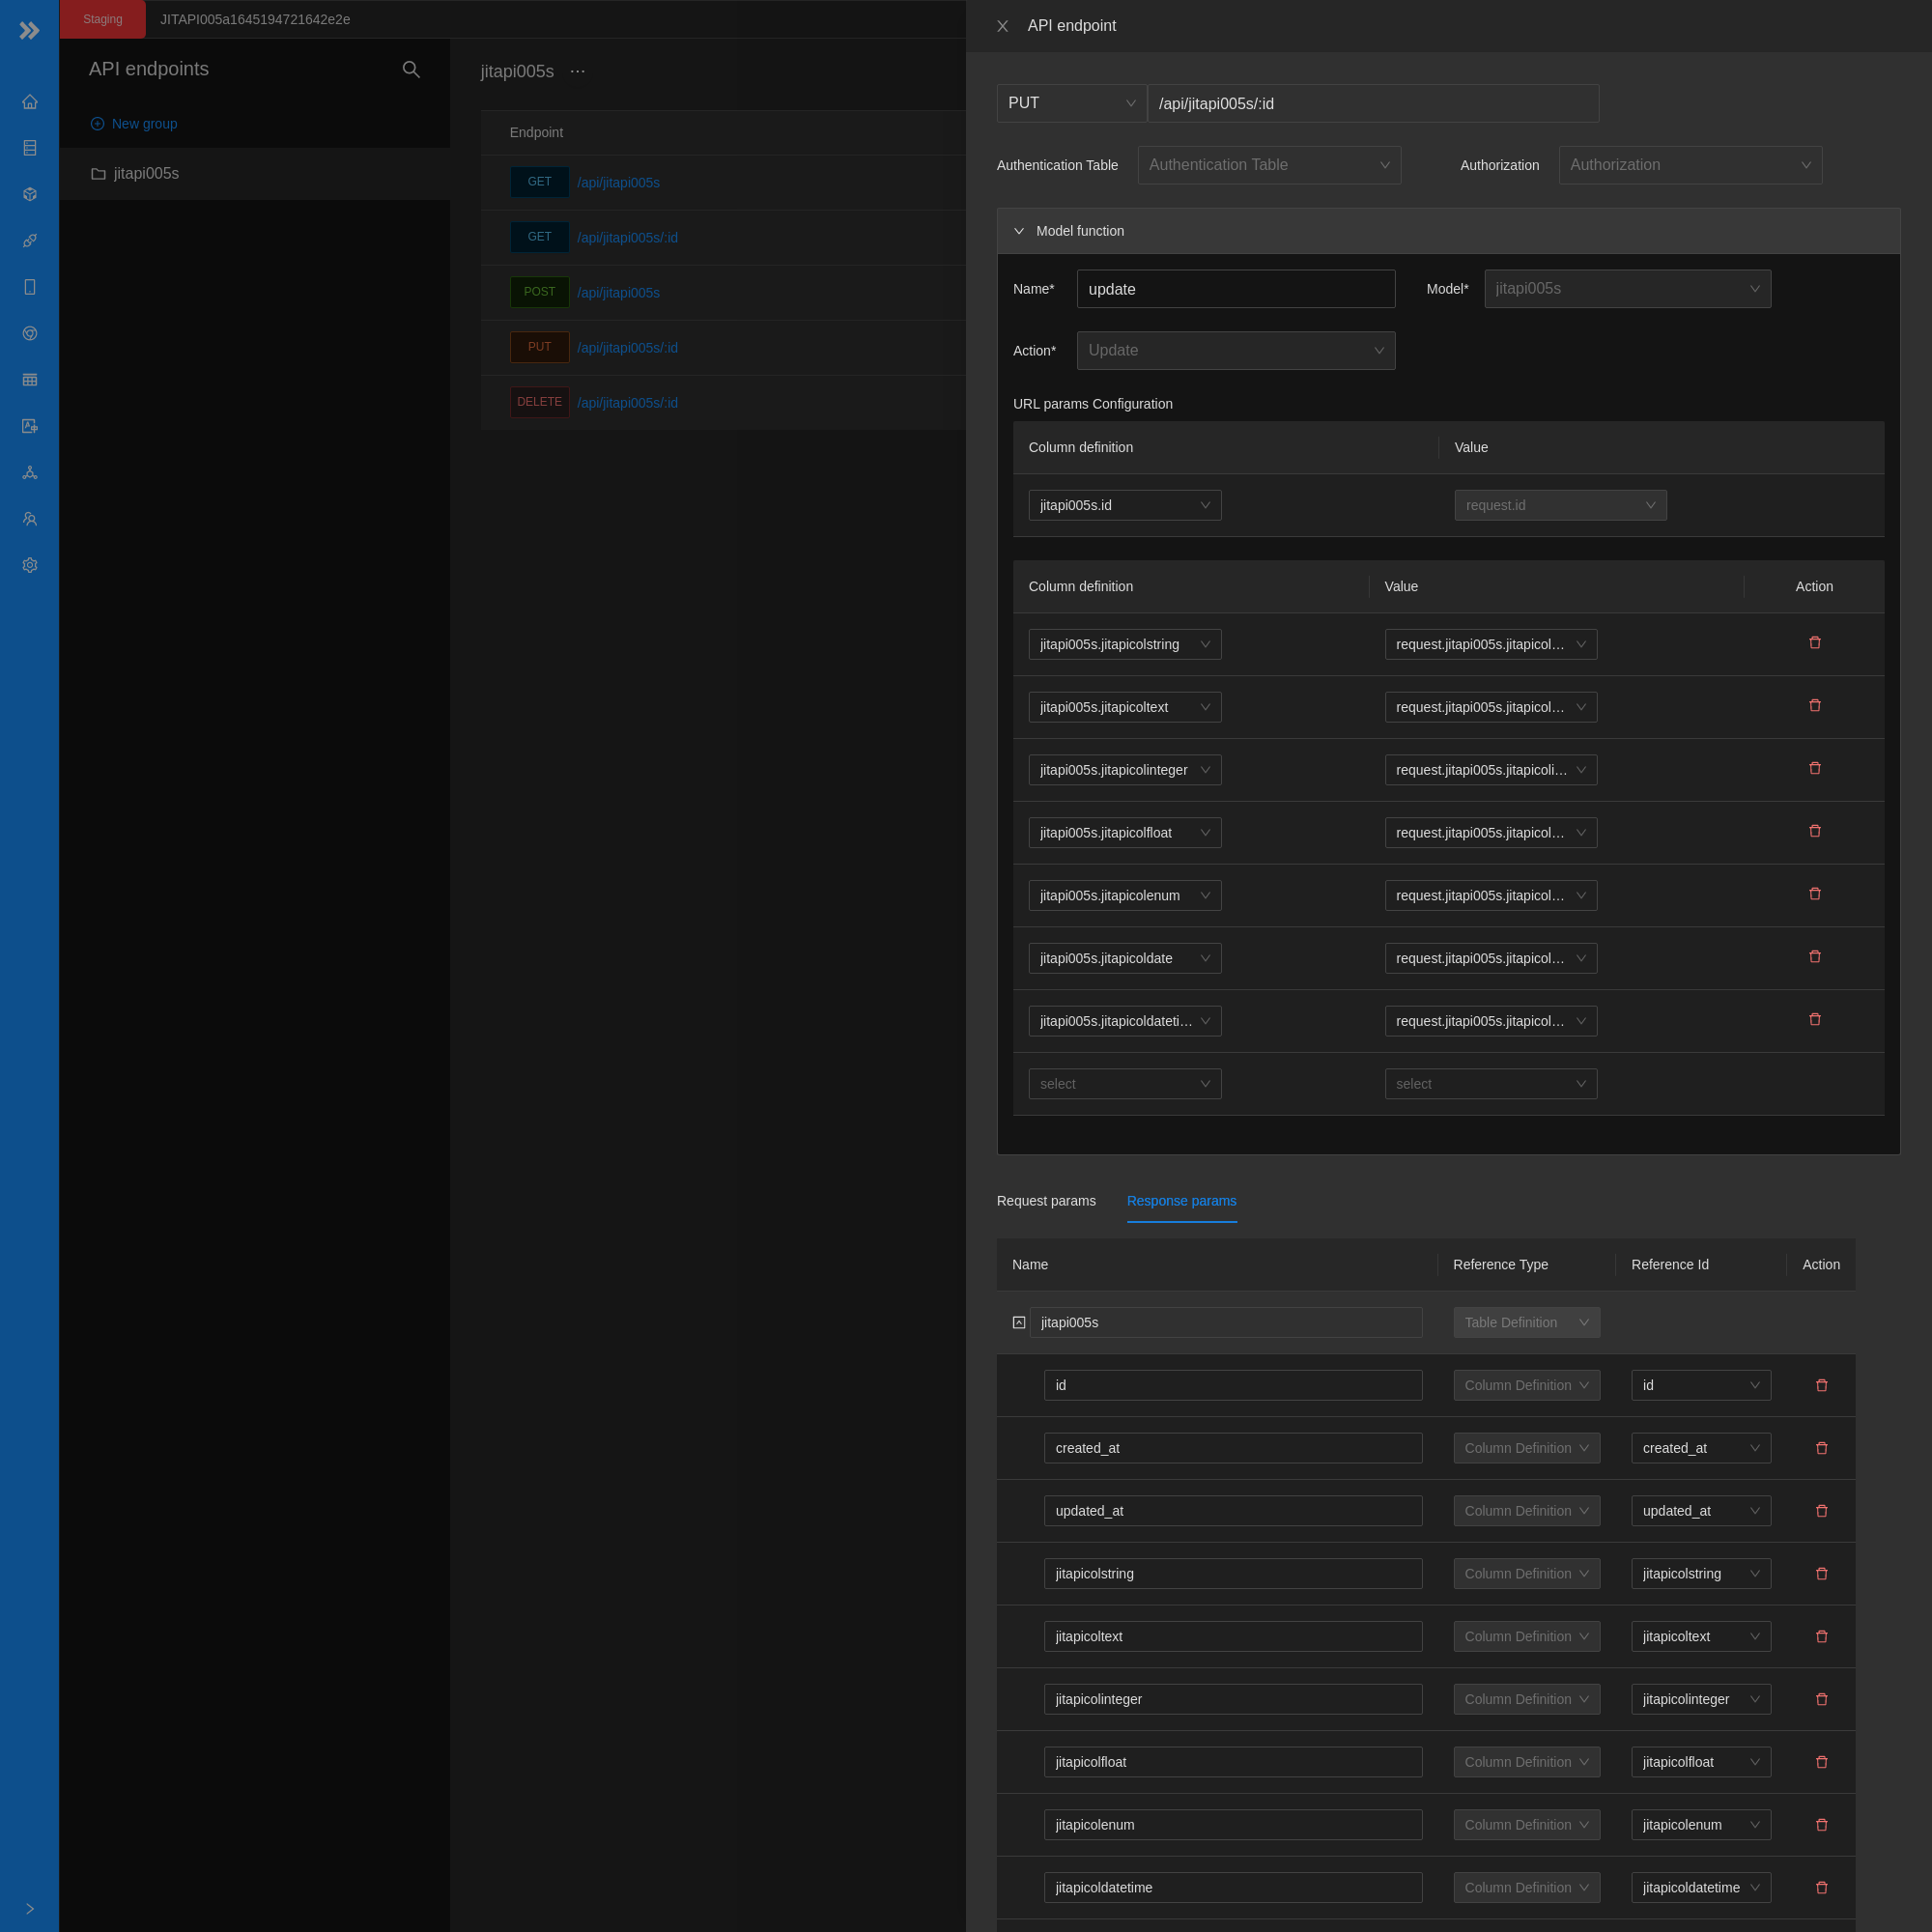 Staging
JITAPI005a1645194721642e2e
API endpoints
New group
jitapi005s
jitapi005s ···
Endpoint
GET /api/jitapi005s
GET /api/jitapi005s/:id
POST /api/jitapi005s
PUT /api/jitapi005s/:id
DELETE /api/jitapi005s/:id
API endpoint
PUT /api/jitapi005s/:id
Authentication Table Authentication Table Authorization Authorization
Model function
Name* update Model* jitapi005s
Action* Update
URL params Configuration
Column definition Value
jitapi005s.id request.id
Column definition Value Action
jitapi005s.jitapicolstring request.jitapi005s.jitapicol…
jitapi005s.jitapicoltext request.jitapi005s.jitapicol…
jitapi005s.jitapicolinteger request.jitapi005s.jitapicoli…
jitapi005s.jitapicolfloat request.jitapi005s.jitapicol…
jitapi005s.jitapicolenum request.jitapi005s.jitapicol…
jitapi005s.jitapicoldate request.jitapi005s.jitapicol…
jitapi005s.jitapicoldateti… request.jitapi005s.jitapicol…
select select
Request params Response params
Name Reference Type Reference Id Action
jitapi005s Table Definition
id Column Definition id
created_at Column Definition created_at
updated_at Column Definition updated_at
jitapicolstring Column Definition jitapicolstring
jitapicoltext Column Definition jitapicoltext
jitapicolinteger Column Definition jitapicolinteger
jitapicolfloat Column Definition jitapicolfloat
jitapicolenum Column Definition jitapicolenum
jitapicoldatetime Column Definition jitapicoldatetime